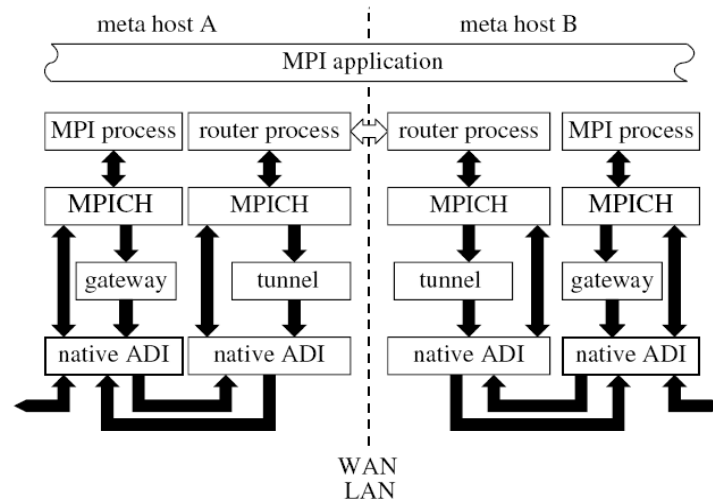 meta host A
meta host B
MPI application
MPI process
router process
router process
MPI process
MPICH
MPICH
MPICH
MPICH
gateway
tunnel
tunnel
gateway
native ADI
native ADI
native ADI
native ADI
WAN
LAN